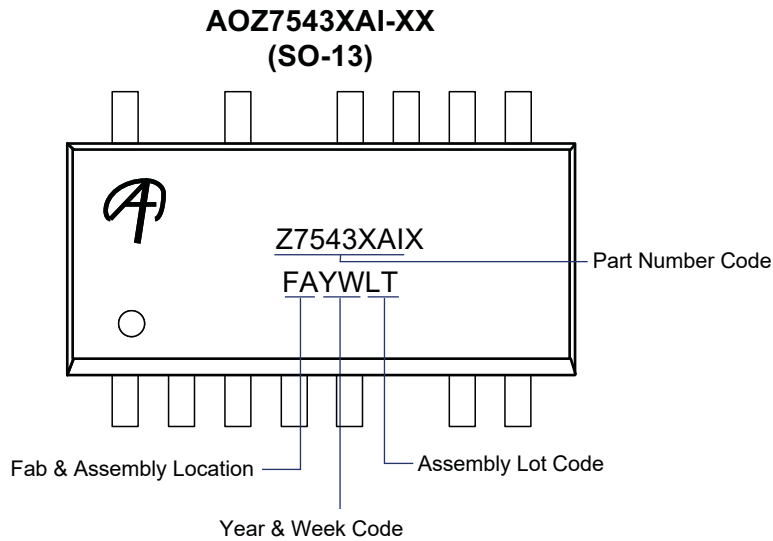 AOZ7543XAI-XX
(SO-13)
Z7543XAIX
Part Number Code
FAYWLT
Fab & Assembly Location
Assembly Lot Code
Year & Week Code